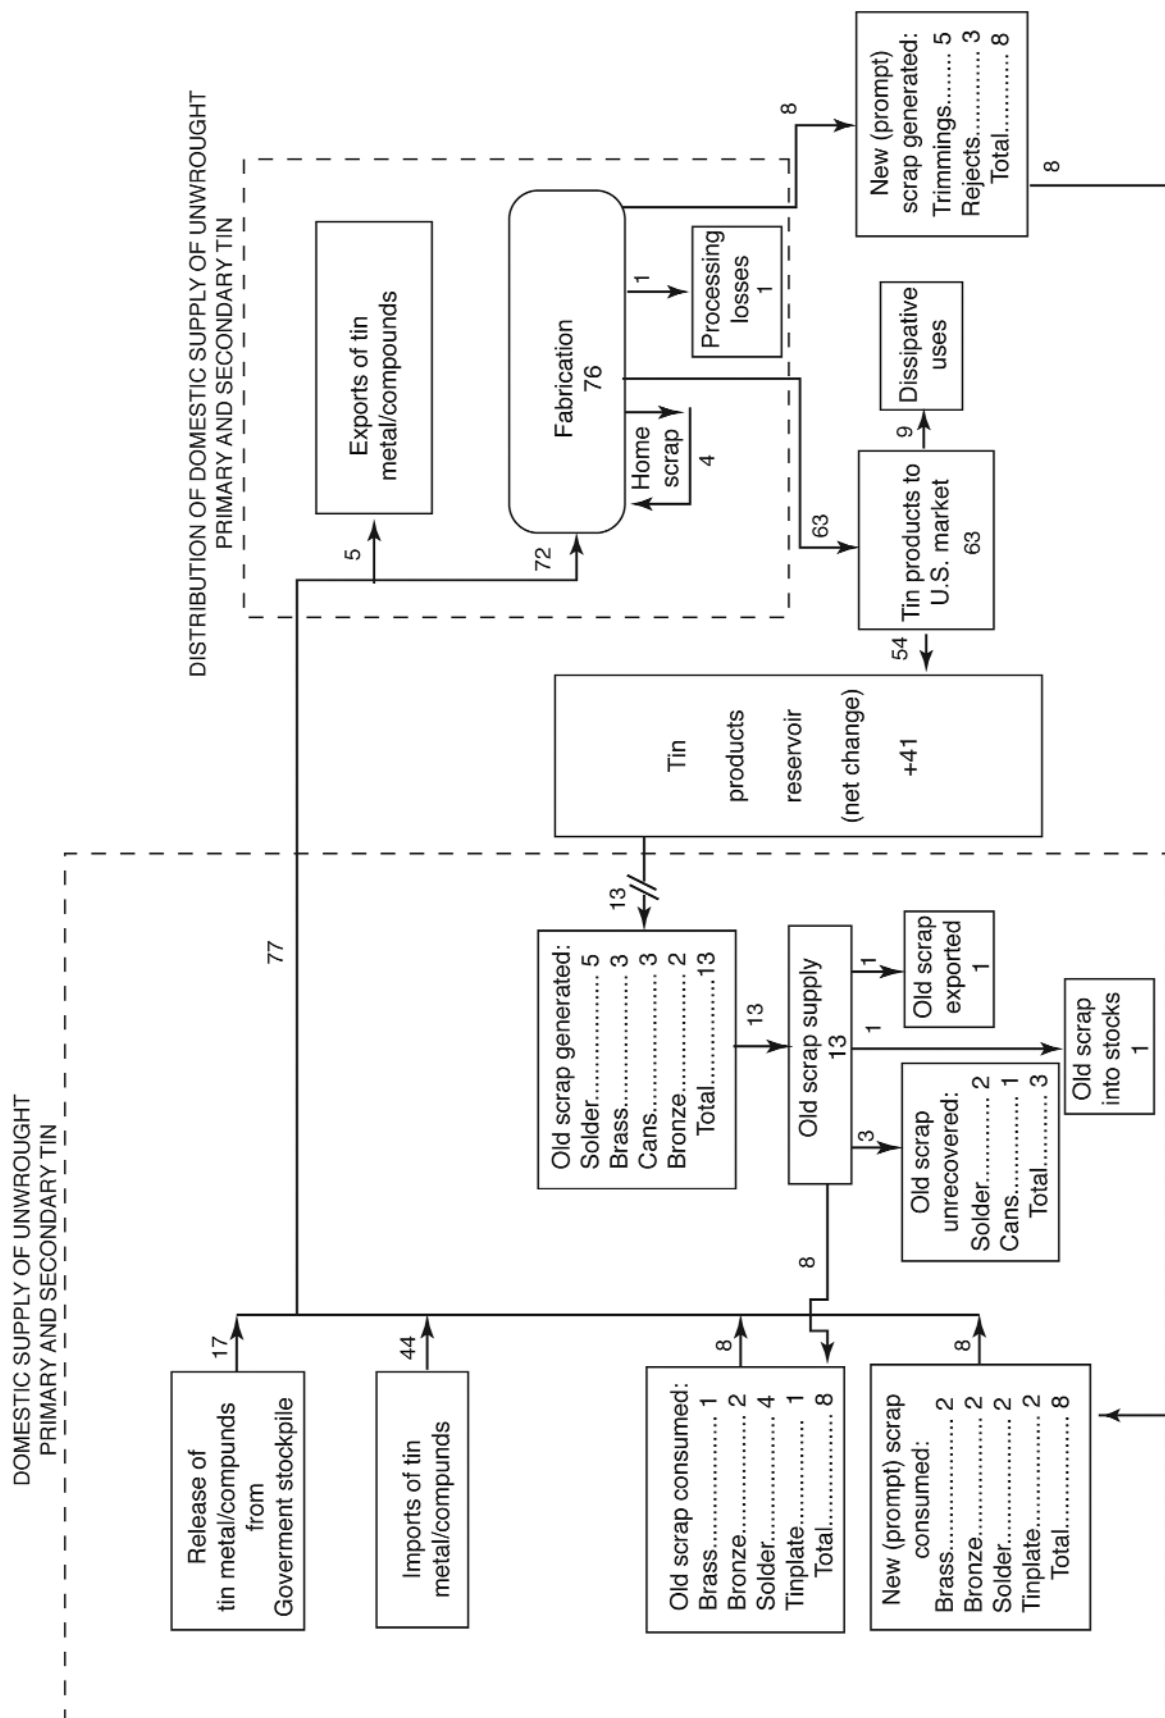 DOMESTIC SUPPLY OF UNWROUGHT
PRIMARY AND SECONDARY TIN
Release of
tin metal/compunds
from
Goverment stockpile
17
Imports of tin
metal/compunds
44
Old scrap consumed:
Brass....................1
Bronze.................2
Solder..................4
Tinplate................1
Total................8
8
New (prompt) scrap
consumed:
Brass....................2
Bronze..................2
Solder...................2
Tinplate................2
Total.................8
8
77
Old scrap generated:
Solder....................5
Brass.....................3
Cans......................3
Bronze...................2
Total................13
13
13
Old scrap supply
13
8
3
Old scrap
unrecovered:
Solder................2
Cans..................1
Total..............3
1
Old scrap
into stocks
1
1
Old scrap
exported
1
Tin
products
reservoir
(net change)
+41
DISTRIBUTION OF DOMESTIC SUPPLY OF UNWROUGHT
PRIMARY AND SECONDARY TIN
5
Exports of tin
metal/compounds
72
Fabrication
76
Home
scrap
4
1
Processing
losses
1
63
54
Tin products to
U.S. market
63
9
Dissipative
uses
8
New (prompt)
scrap generated:
Trimmings........5
Rejects............3
Total............8
8